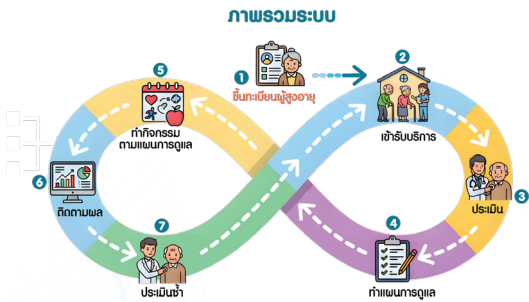 ภาพรวมระบบ
1
ขึ้นทะเบียนผู้สูงอายุ
2
เข้ารับบริการ
3
ประเมิน
4
ทำแผนการดูแล
5
ทำกิจกรรม
ตามแผนการดูแล
6
ติดตามผล
7
ประเมินซ้ำ